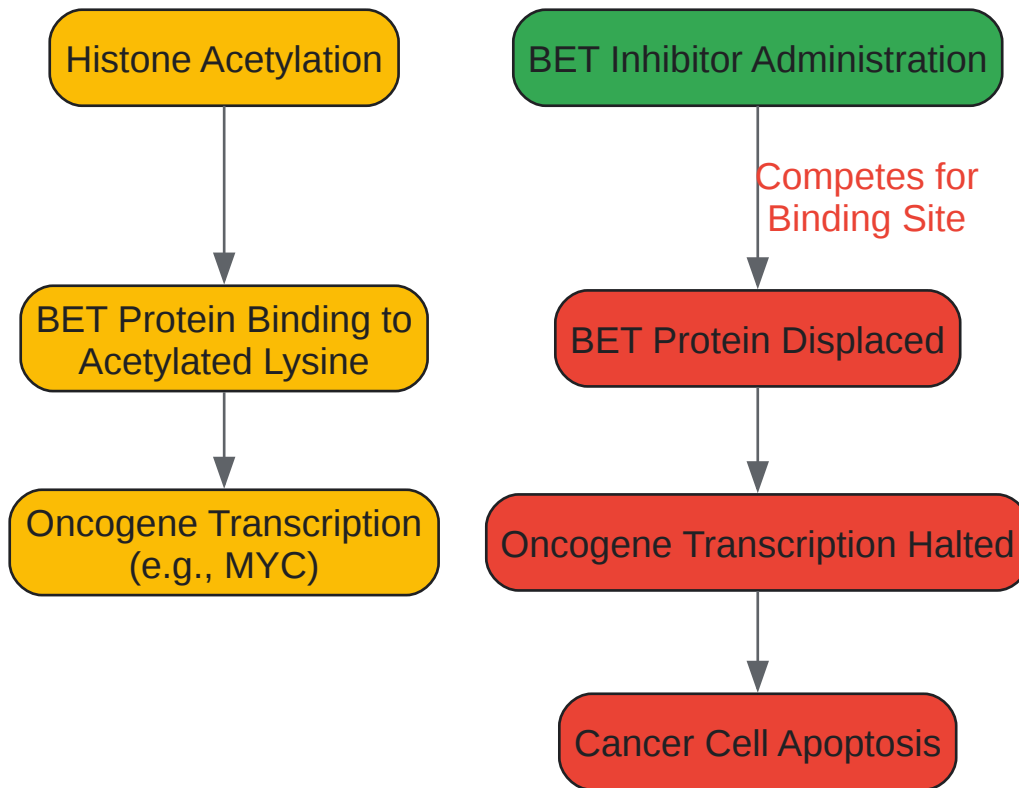 Histone Acetylation
BET Protein Binding to
Acetylated Lysine
Oncogene Transcription
(e.g., MYC)
BET Inhibitor Administration
Competes for
Binding Site
BET Protein Displaced
Oncogene Transcription Halted
Cancer Cell Apoptosis